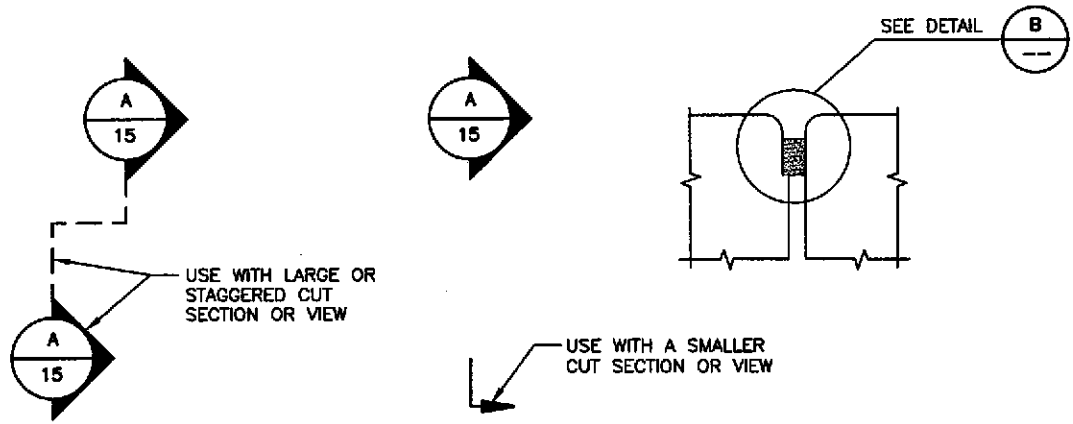 SEE DETAIL
B
--
A
15
A
15
USE WITH LARGE OR
STAGGERED CUT
SECTION OR VIEW
A
15
USE WITH A SMALLER
CUT SECTION OR VIEW